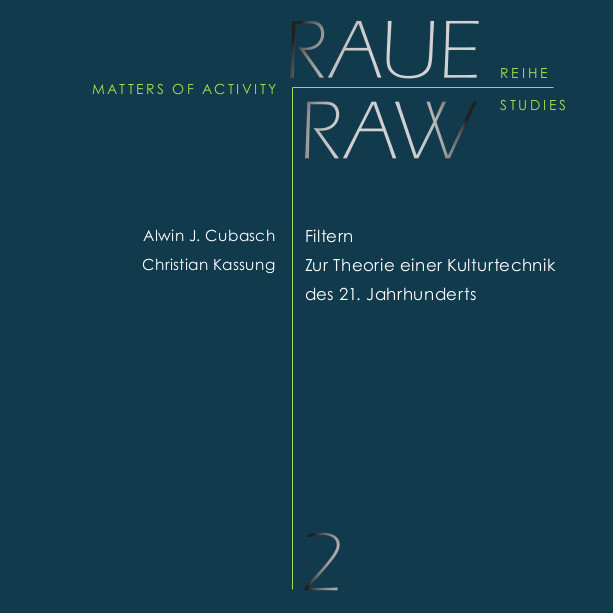 RAUE
REIHE
MATTERS OF ACTIVITY
STUDIES
RAW
Alwin J. Cubasch
Christian Kassung
Filtern
Zur Theorie einer Kulturtechnik
des 21. Jahrhunderts
2